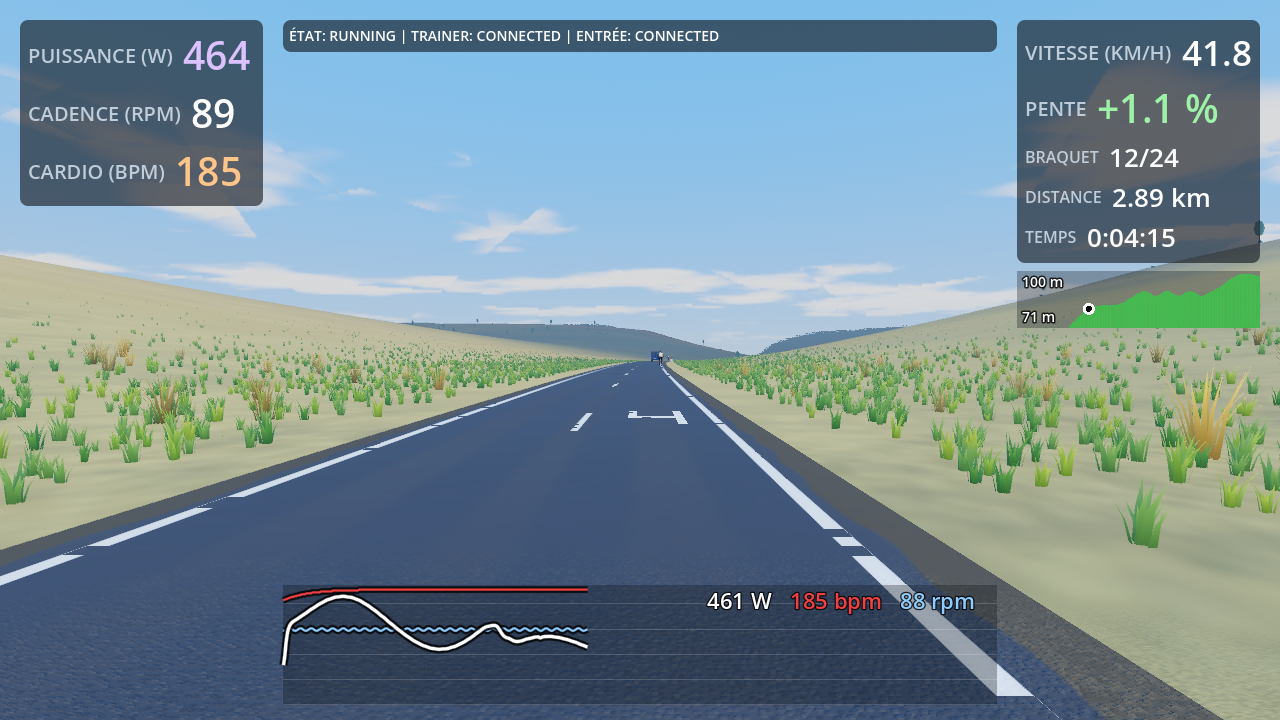 PUISSANCE (W) 464
CADENCE (RPM) 89
CARDIO (BPM) 185
ÉTAT: RUNNING | TRAINER: CONNECTED | ENTRÉE: CONNECTED
VITESSE (KM/H) 41.8
PENTE +1.1 %
BRAQUET 12/24
DISTANCE 2.89 km
TEMPS 0:04:15
100 m
71 m
461 W 185 bpm 88 rpm